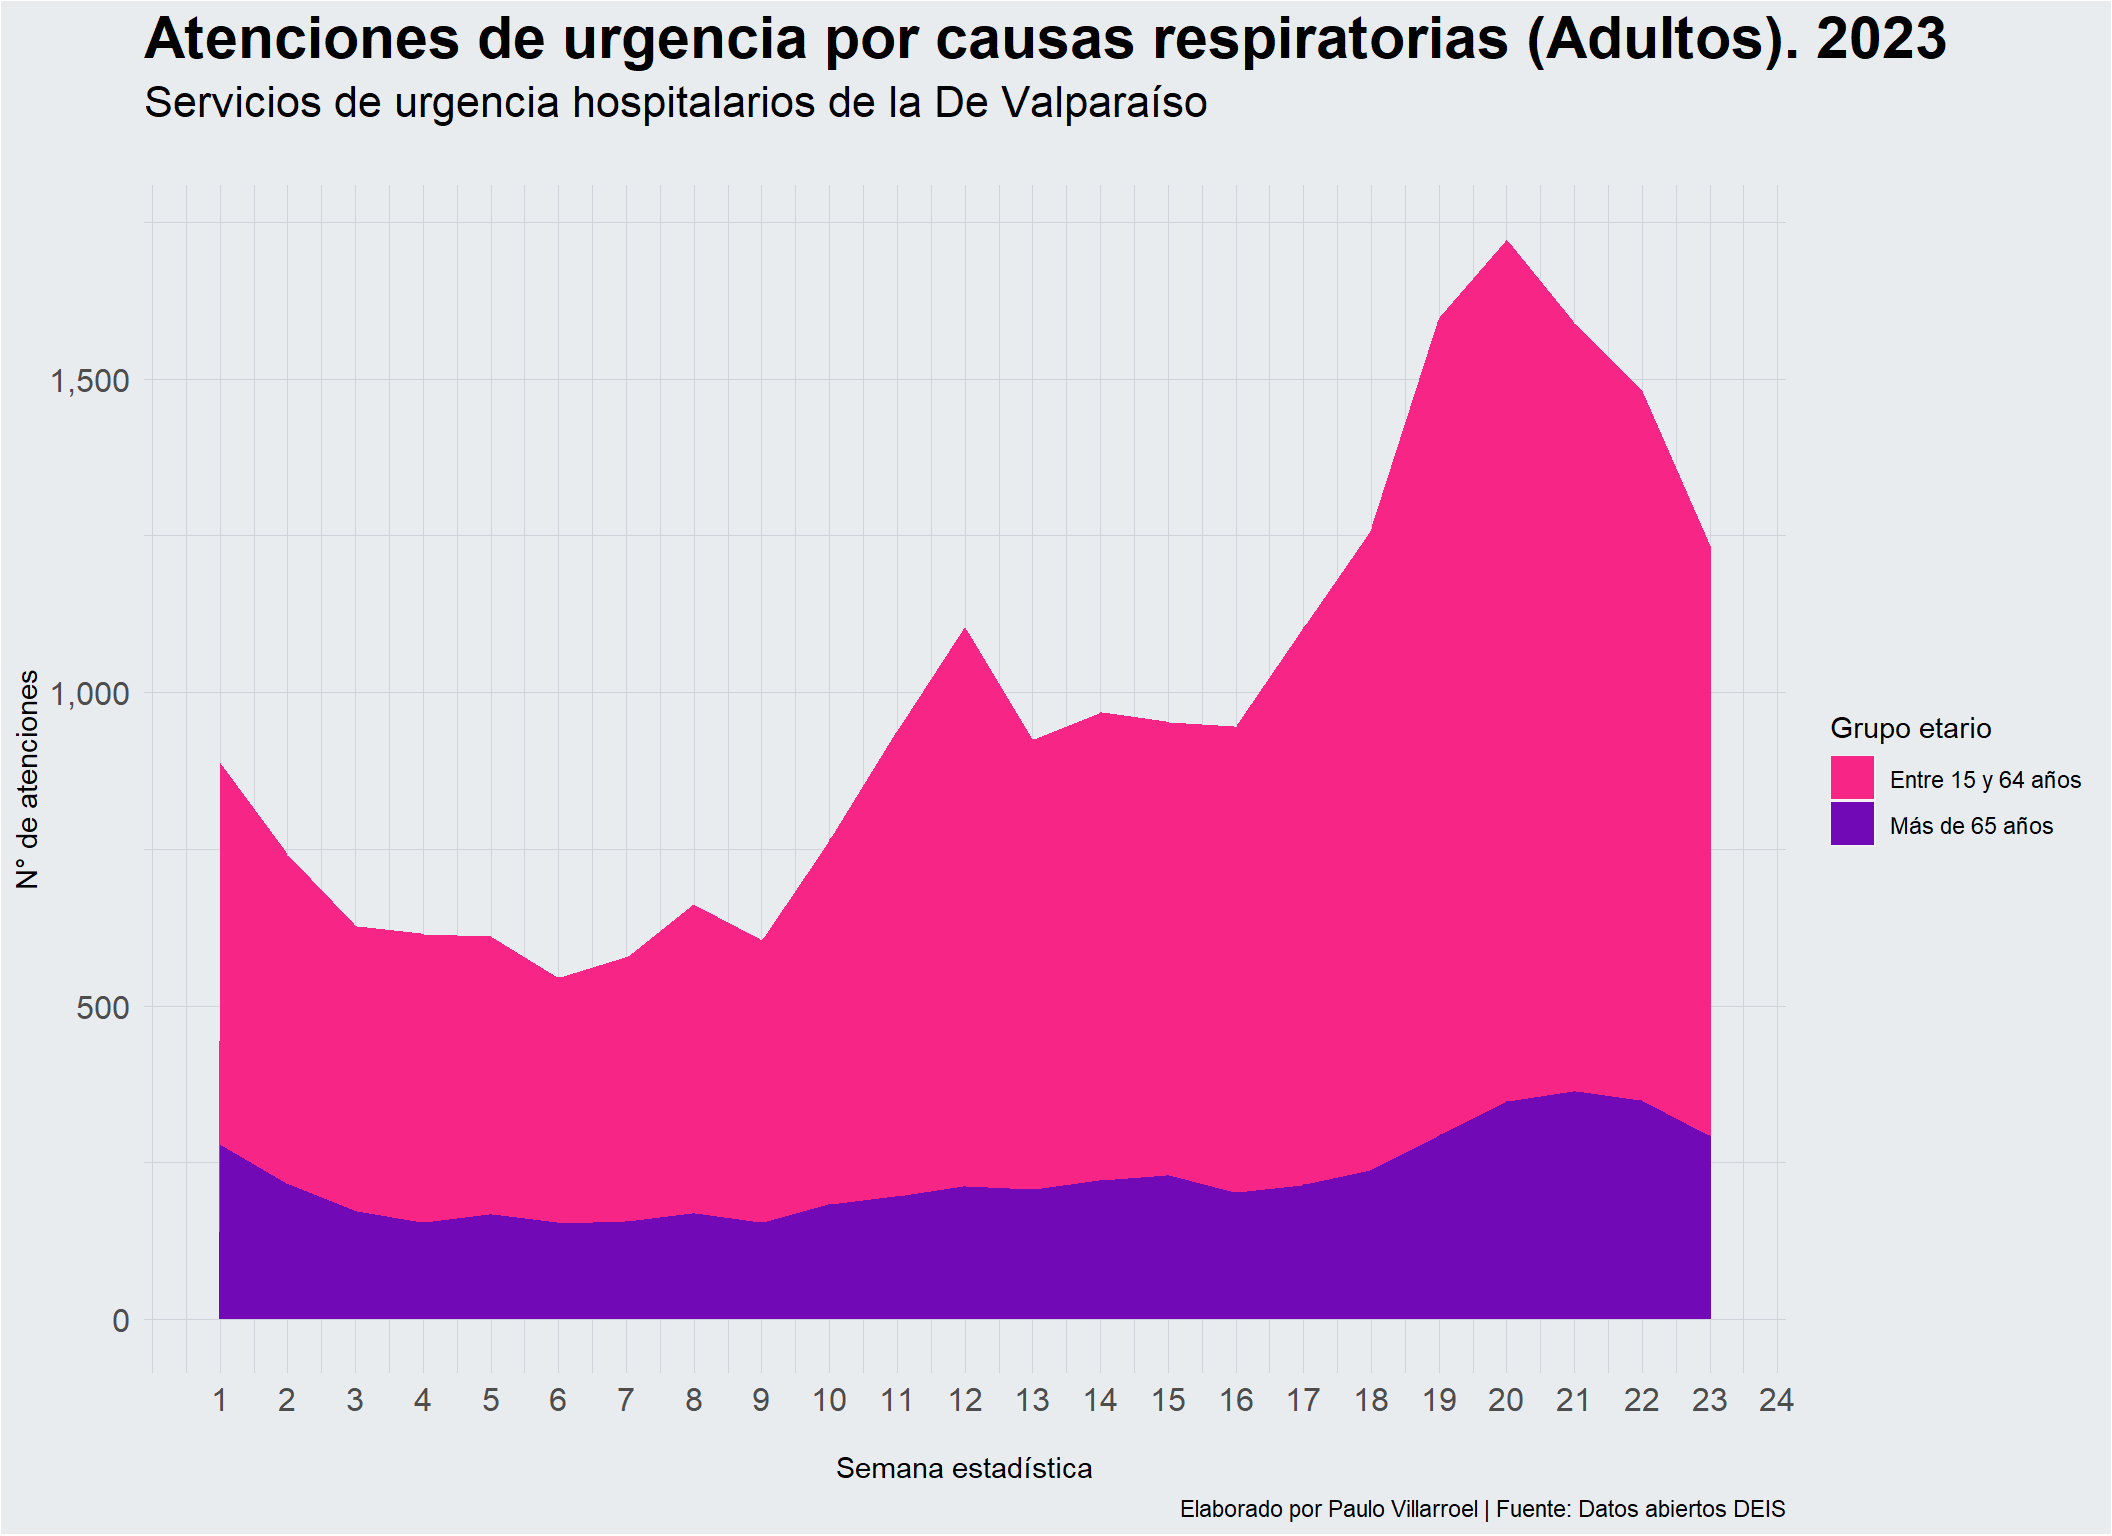 Atenciones de urgencia por causas respiratorias (Adultos). 2023
Servicios de urgencia hospitalarios de la De Valparaíso
N° de atenciones
1,500
1,000
500
0
1 2 3 4 5 6 7 8 9 10 11 12 13 14 15 16 17 18 19 20 21 22 23 24
Semana estadística
Grupo etario
Entre 15 y 64 años
Más de 65 años
Elaborado por Paulo Villarroel | Fuente: Datos abiertos DEIS